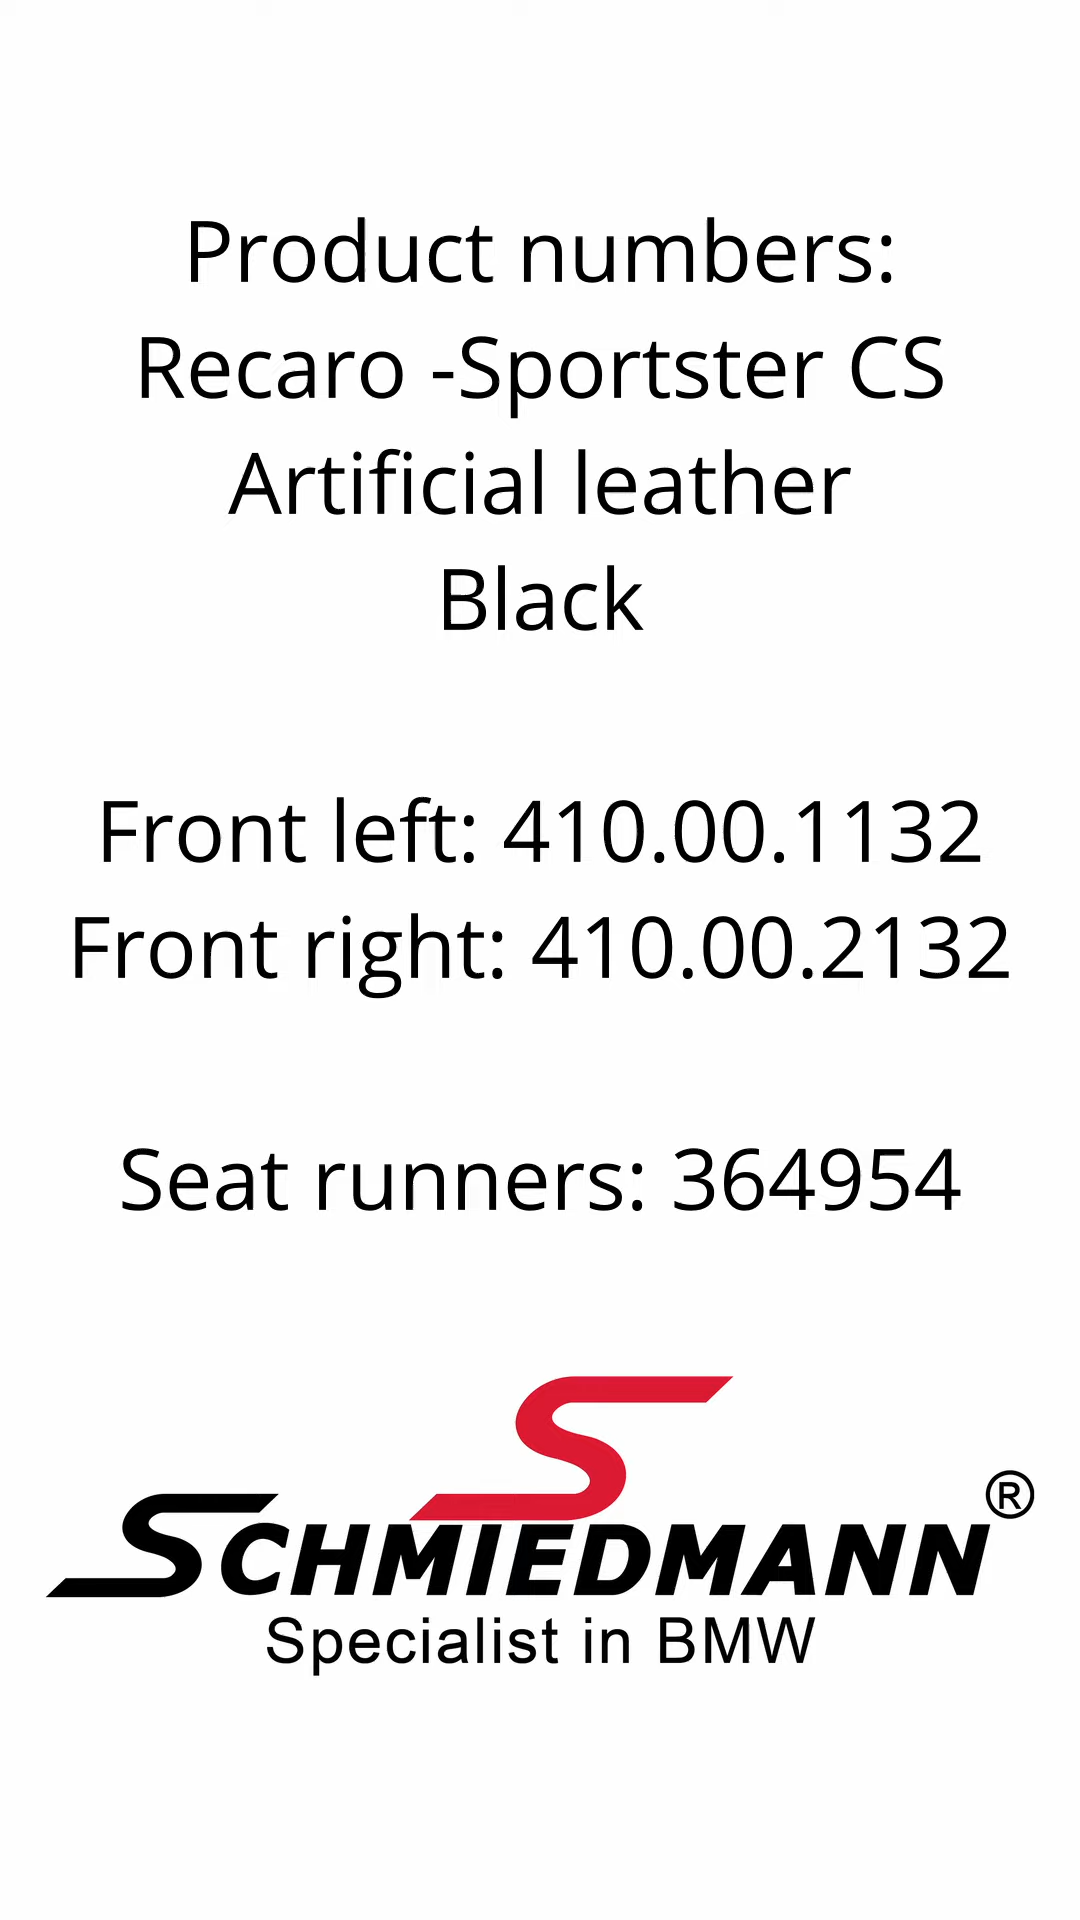 Product numbers:
Recaro -Sportster CS
Artificial leather
Black
Front left: 410.00.1132
Front right: 410.00.2132
Seat runners: 364954
S
SCHMIEDMANN®
Specialist in BMW